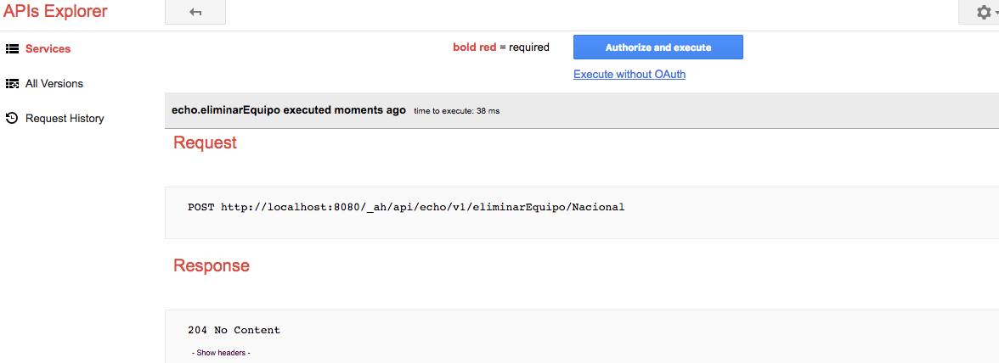 APIs Explorer
bold red = required
Authorize and execute
Services
Execute without OAuth
All Versions
echo.eliminarEquipo executed moments ago time to execute: 38 ms
Request History
Request
POST http://localhost:8080/_ah/api/echo/v1/eliminarEquipo/Nacional
Response
204 No Content
- Show headers -